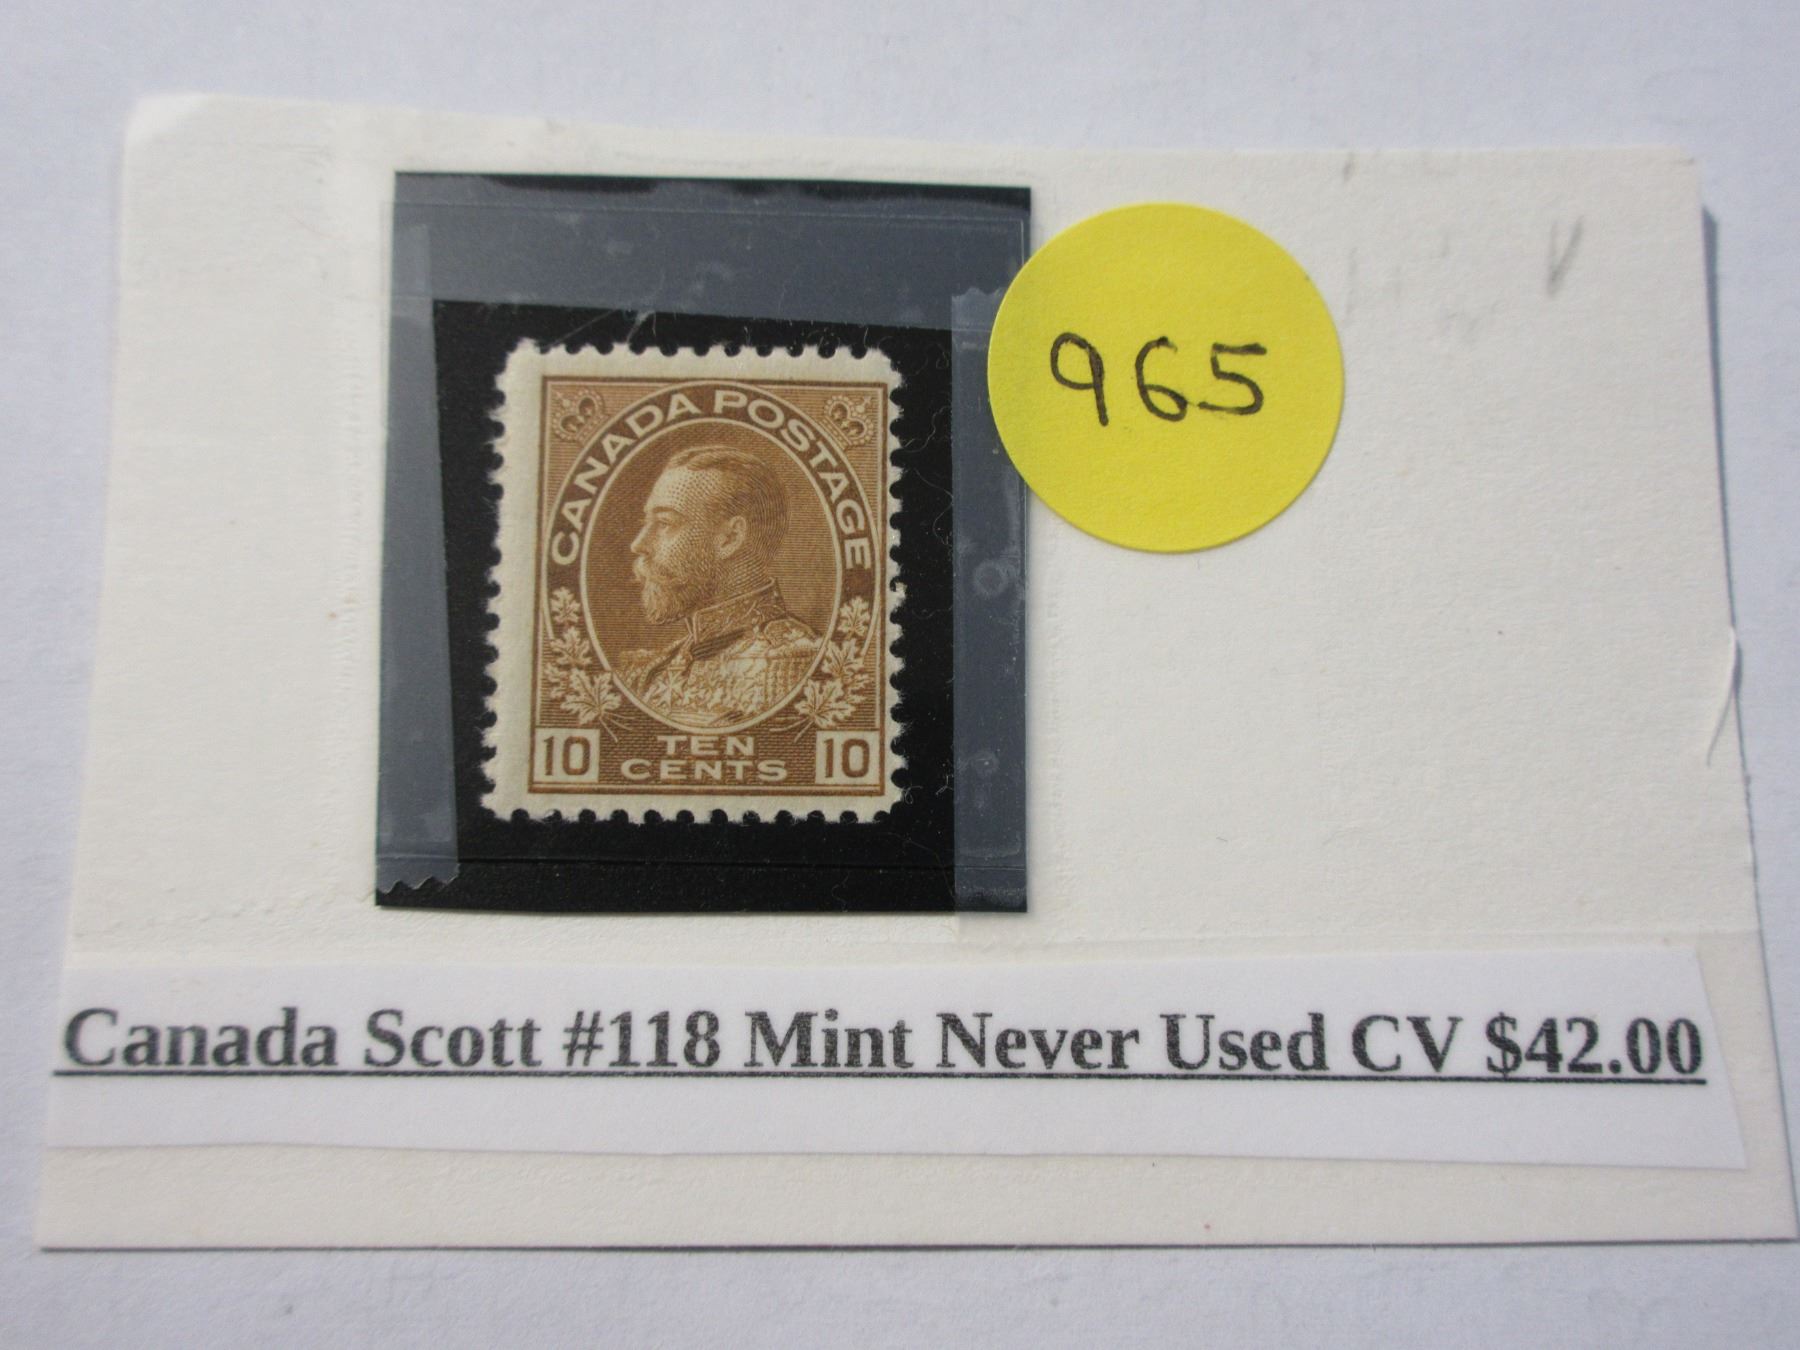 CANADA POSTAGE
10 TEN CENTS 10
965
V
Canada Scott #118 Mint Never Used CV $42.00